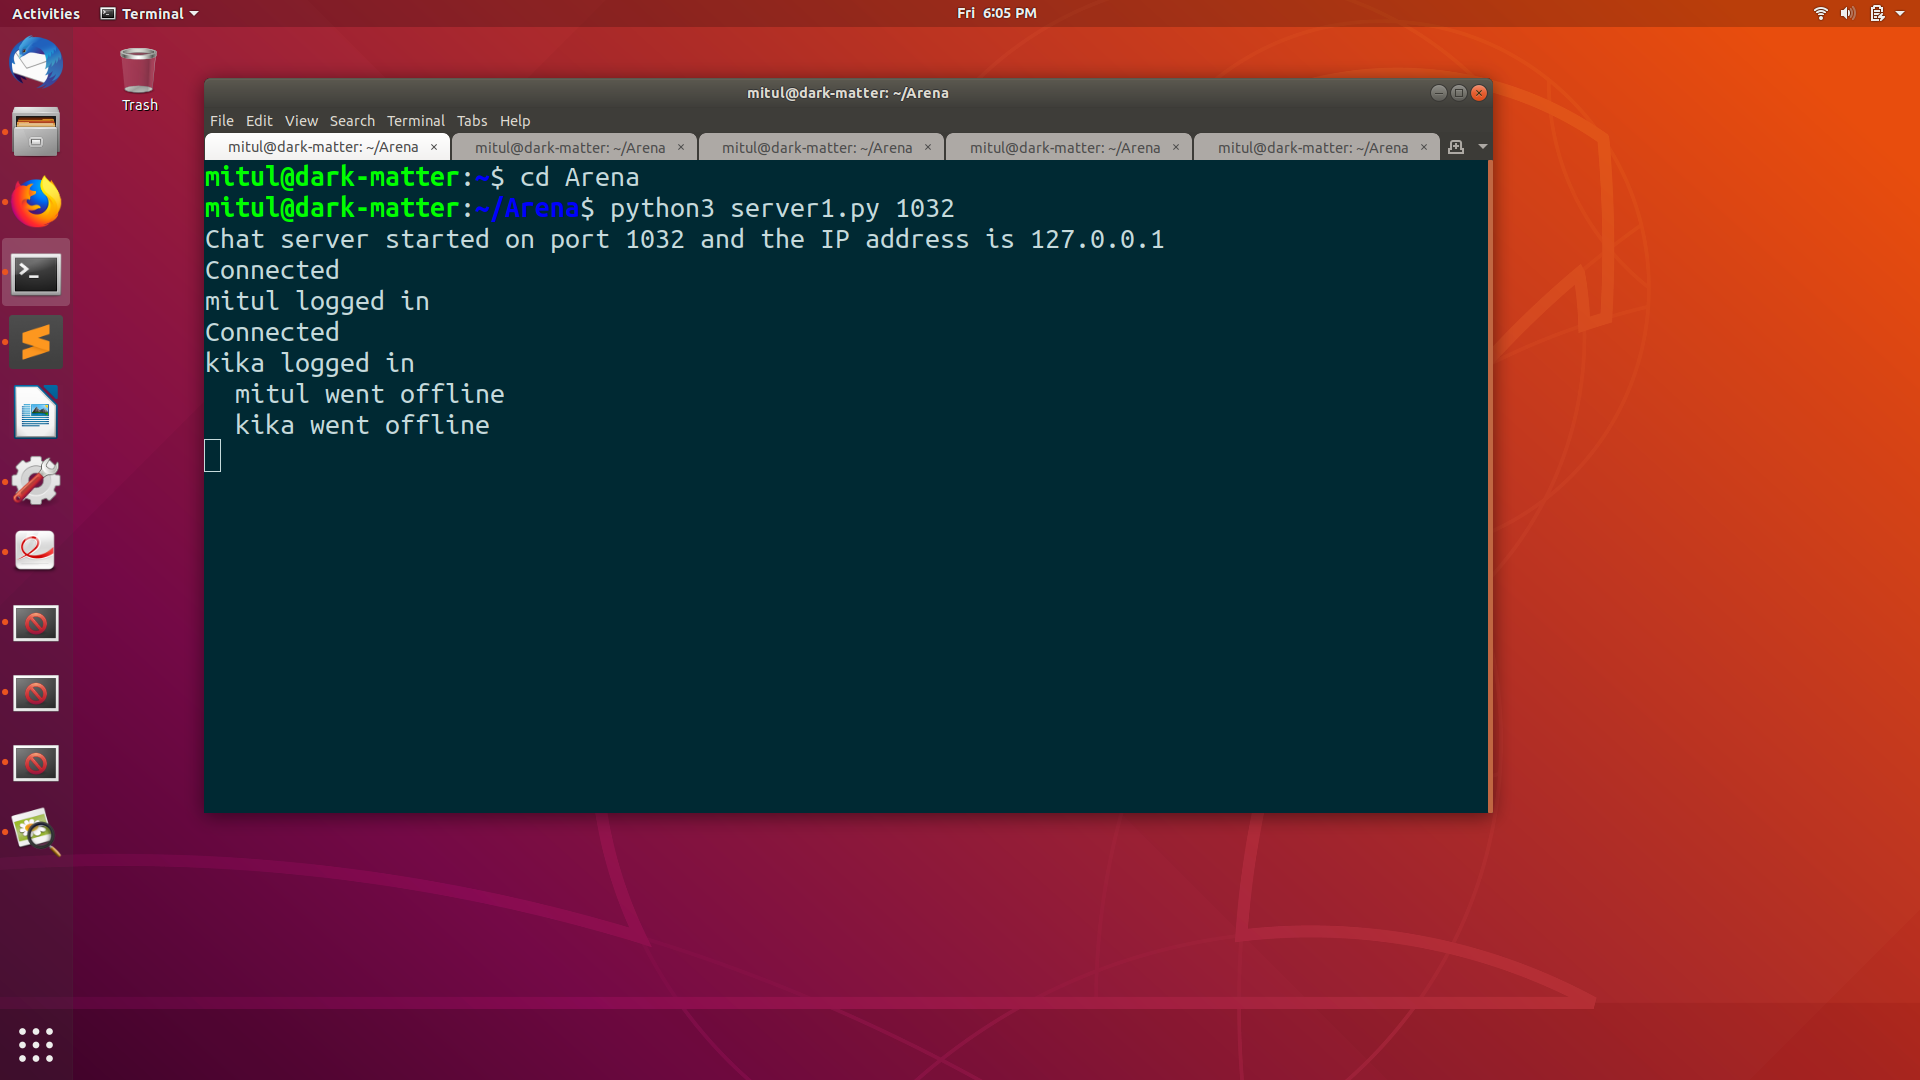 Activities Terminal Fri 6:05 PM
Trash
mitul@dark-matter: ~/Arena
File Edit View Search Terminal Tabs Help
mitul@dark-matter: ~/Arena × mitul@dark-matter: ~/Arena × mitul@dark-matter: ~/Arena × mitul@dark-matter: ~/Arena × mitul@dark-matter: ~/Arena ×
mitul@dark-matter:~$ cd Arena
mitul@dark-matter:~/Arena$ python3 server1.py 1032
Chat server started on port 1032 and the IP address is 127.0.0.1
Connected
mitul logged in
Connected
kika logged in
  mitul went offline
  kika went offline